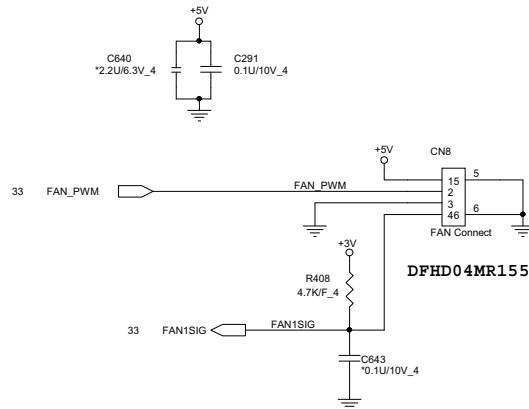 +5V
C640
*2.2U/6.3V_4
C291
0.1U/10V_4
+5V
CN8
33 FAN_PWM
FAN_PWM
15
2
3
46
5
6
FAN Connect
DFHD04MR155
+3V
R408
4.7K/F_4
33 FAN1SIG
FAN1SIG
C643
*0.1U/10V_4